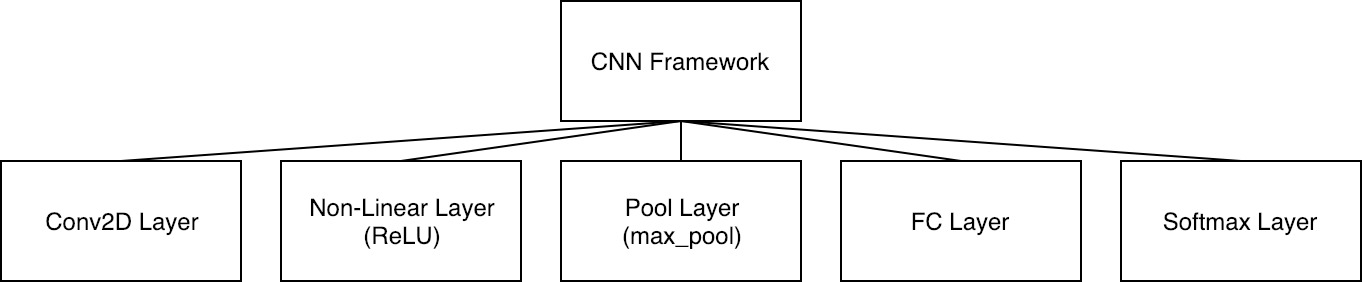 CNN Framework
Conv2D Layer
Non-Linear Layer
(ReLU)
Pool Layer
(max_pool)
FC Layer
Softmax Layer